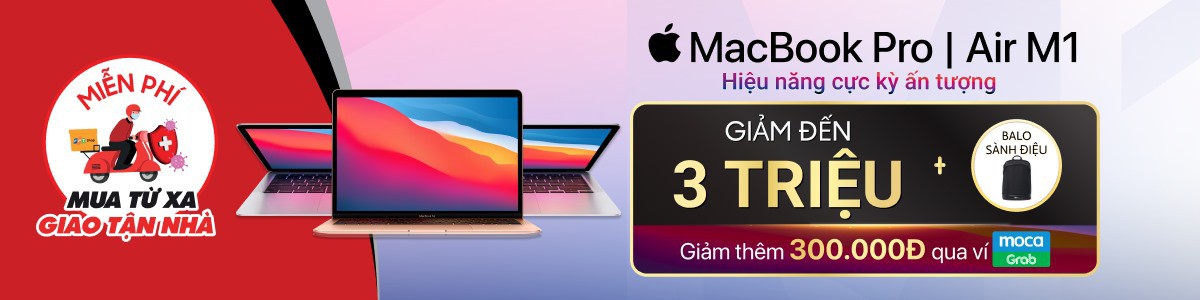 MIỄN PHÍ
MUA TỪ XA
GIAO TẬN NHÀ
MacBook Pro | Air M1
Hiệu năng cực kỳ ấn tượng
GIẢM ĐẾN
3 TRIỆU
+
BALO
SÀNH ĐIỆU
Giảm thêm 300.000Đ qua ví moca Grab